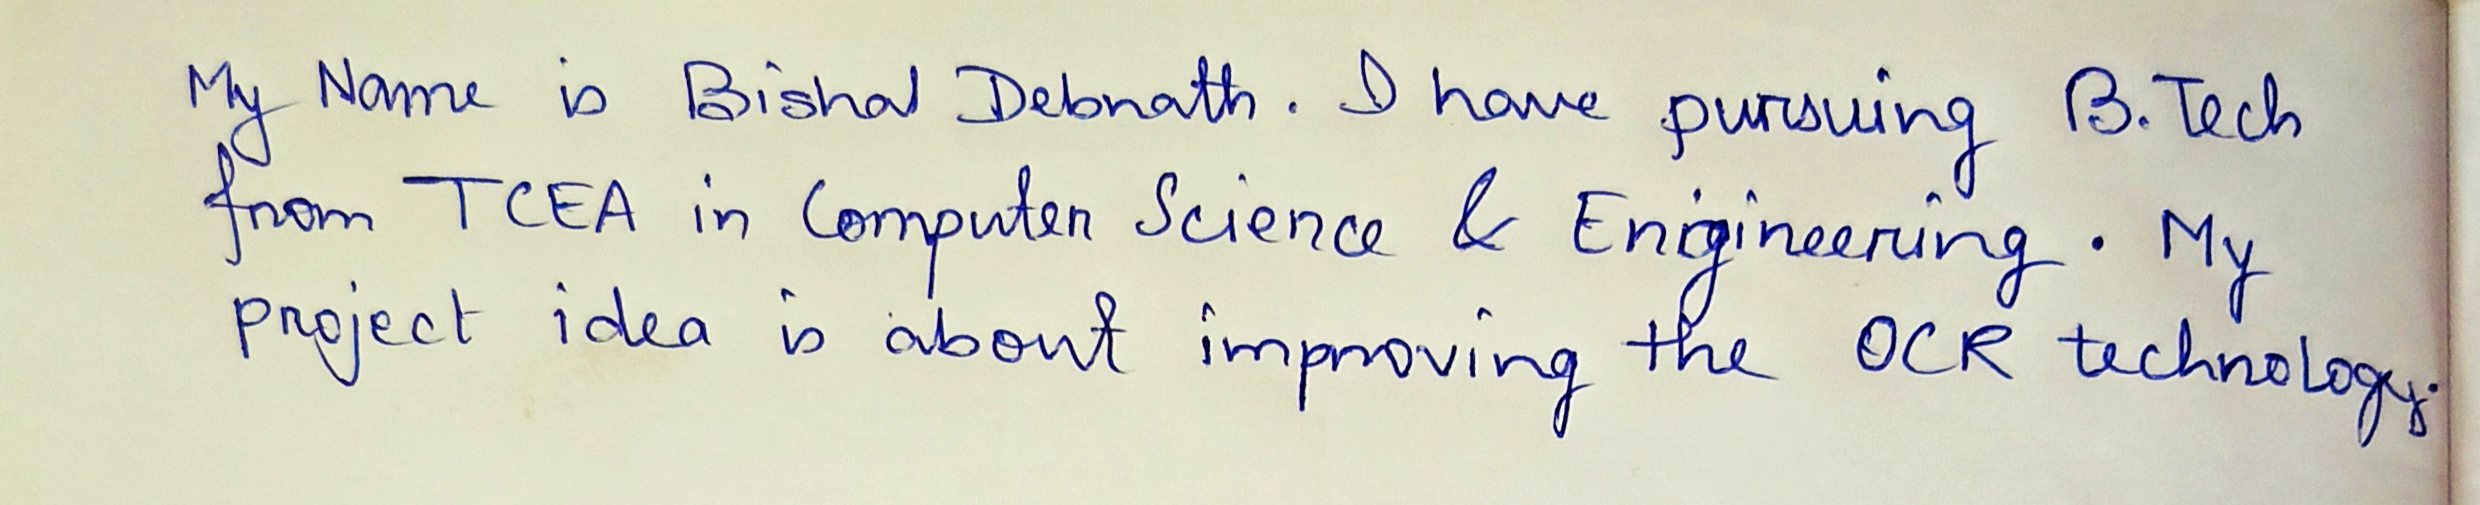 My Name is Bishal Debnath. I have pursuing B.Tech
from TCEA in Computer Science & Enigineering. My
project idea is about improving the OCR technology.